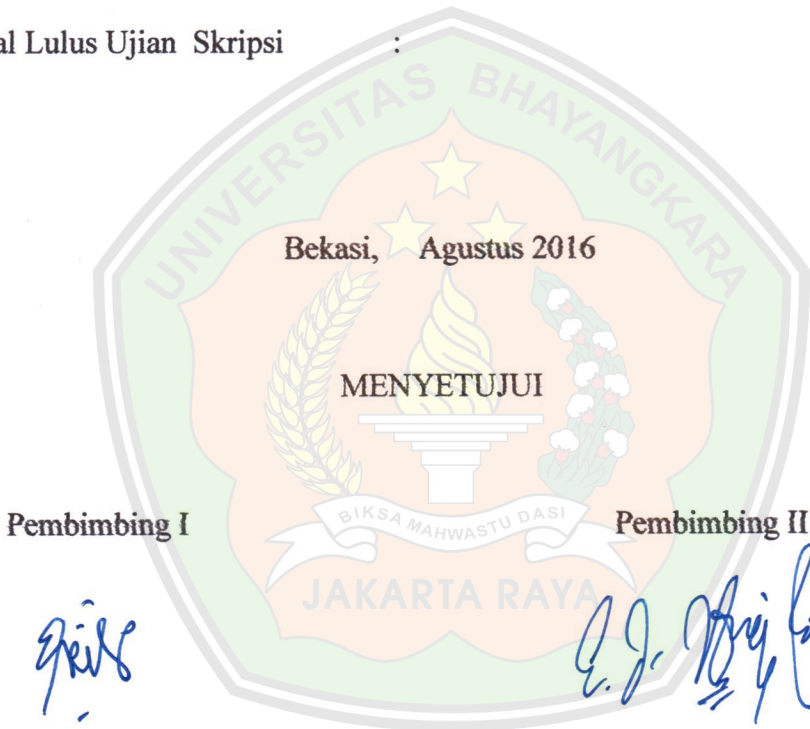 al Lulus Ujian Skripsi :
UNIVERSITAS BHAYANGKARA
Bekasi, Agustus 2016
MENYETUJUI
BIKSA MAHWASTU DASI
Pembimbing I Pembimbing II
JAKARTA RAYA